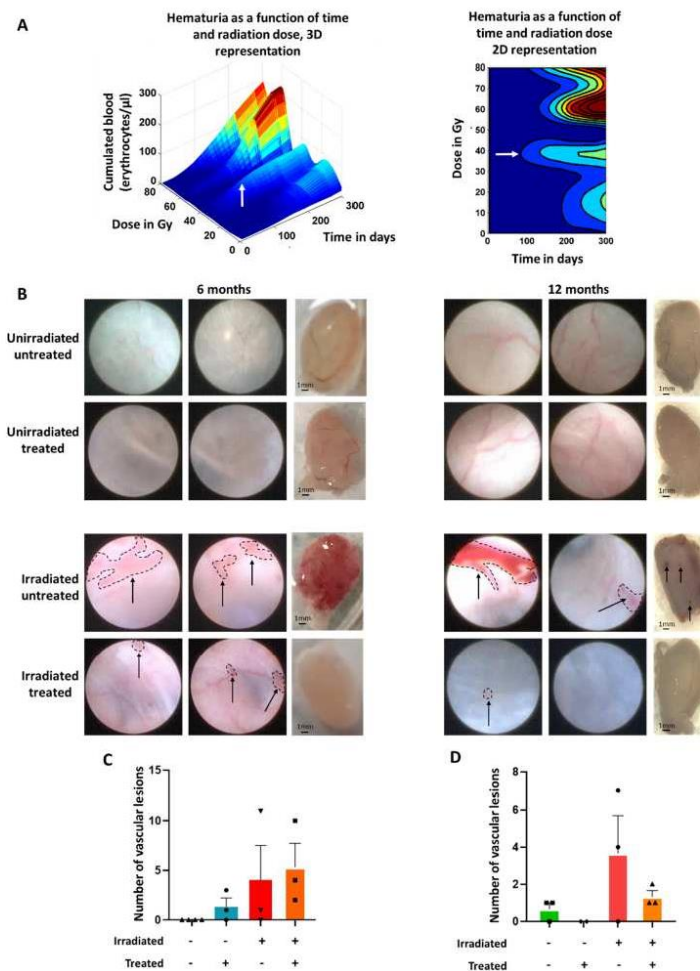 A
Hematuria as a function of time
and radiation dose, 3D
representation
Cumulated blood
(erythrocytes/µl)
300
200
100
0
80
60
40
20
0
Dose in Gy
0
100
200
300
Time in days
Hematuria as a function of
time and radiation dose
2D representation
Dose in Gy
80
70
60
50
40
30
20
10
0
0
100
200
300
Time in days
B
6 months
12 months
Unirradiated
untreated
1mm
1mm
Unirradiated
treated
1mm
1mm
Irradiated
untreated
1mm
1mm
Irradiated
treated
1mm
1mm
C
Number of vascular lesions
15
10
5
0
Irradiated - - + +
Treated - + - +
D
Number of vascular lesions
8
6
4
2
0
Irradiated - - + +
Treated - + - +